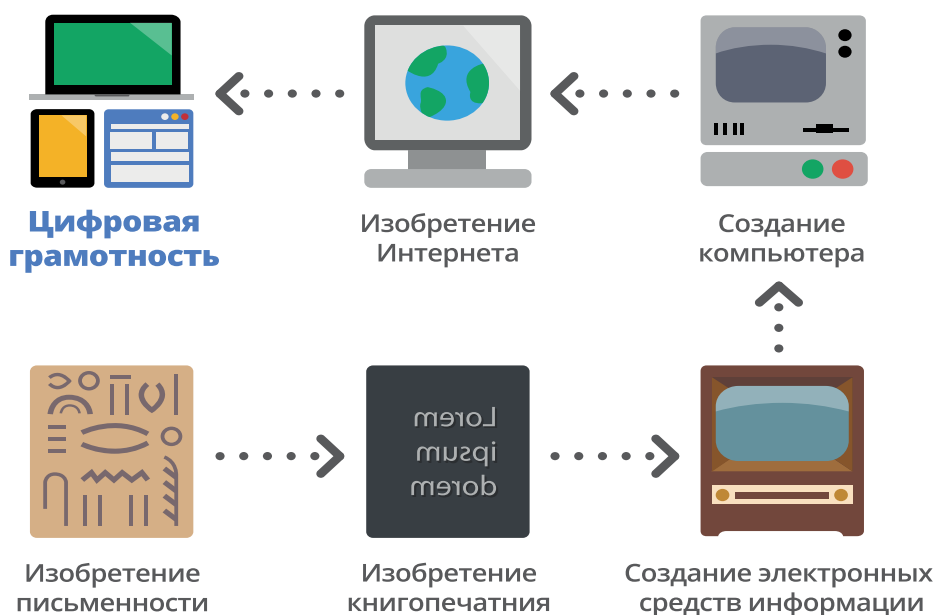 Цифровая
грамотность
Изобретение
Интернета
Создание
компьютера
Lorem
ipsum
dorem
Изобретение
письменности
Изобретение
книгопечатния
Создание электронных
средств информации